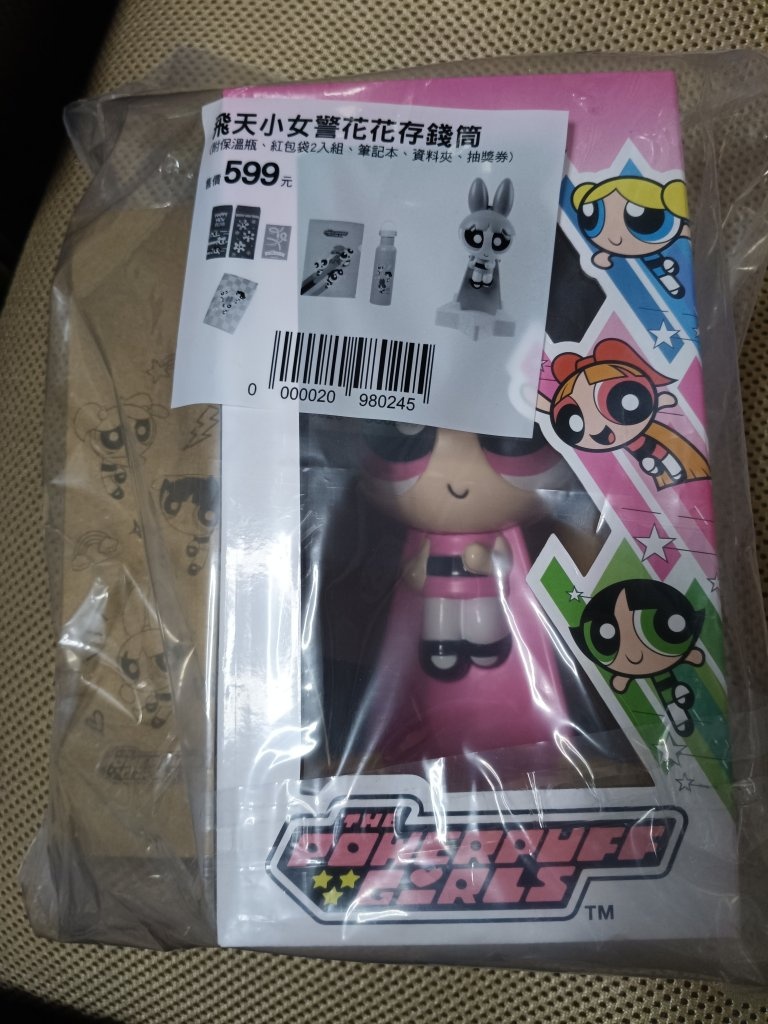 飛天小女警花花存錢筒
(附保溫瓶、紅包袋2入組、筆記本、資料夾、抽獎券)
售價 599元
0 000020 980245
THE
POWERPUFF
GIRLS
TM